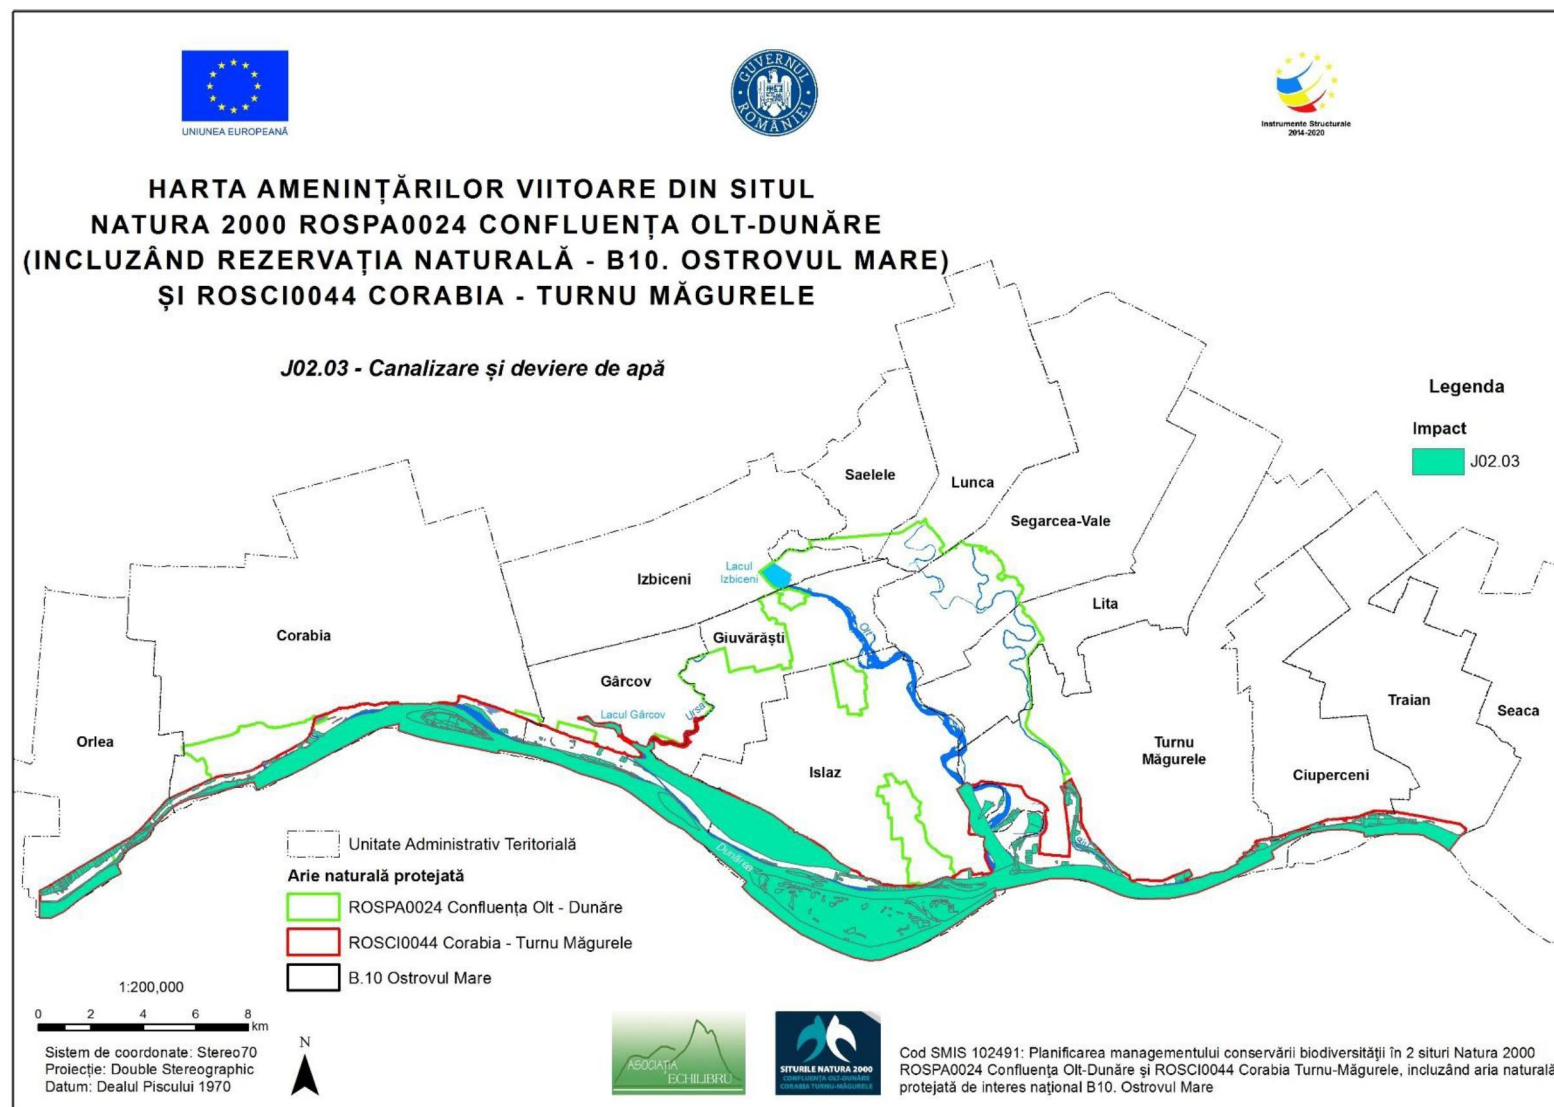 UNIUNEA EUROPEANĂ
GUVERNUL ROMÂNIEI
Instrumente Structurale
2014-2020
HARTA AMENINȚĂRILOR VIITOARE DIN SITUL
NATURA 2000 ROSPA0024 CONFLUENȚA OLT-DUNĂRE
(INCLUZÂND REZERVAȚIA NATURALĂ - B10. OSTROVUL MARE)
ȘI ROSCI0044 CORABIA - TURNU MĂGURELE
J02.03 - Canalizare și deviere de apă
Legenda
Impact
J02.03
Saelele
Lunca
Segarcea-Vale
Lacul
Izbiceni
Izbiceni
Lita
Corabia
Giuvărăști
Olt
Gârcov
Lacul Gârcov
Ursa
Orlea
Islaz
Turnu
Măgurele
Traian
Seaca
Ciuperceni
Dunărea
Unitate Administrativ Teritorială
Arie naturală protejată
ROSPA0024 Confluența Olt - Dunăre
ROSCI0044 Corabia - Turnu Măgurele
B.10 Ostrovul Mare
1:200,000
0 2 4 6 8
km
Sistem de coordonate: Stereo70
Proiecție: Double Stereographic
Datum: Dealul Piscului 1970
N
ASOCIAȚIA
ECHILIBRU
SITURILE NATURA 2000
CONFLUENȚA OLT-DUNĂRE
CORABIA TURNU-MĂGURELE
Cod SMIS 102491: Planificarea managementului conservării biodiversității în 2 situri Natura 2000
ROSPA0024 Confluența Olt-Dunăre și ROSCI0044 Corabia Turnu-Măgurele, incluzând aria naturală
protejată de interes național B10. Ostrovul Mare